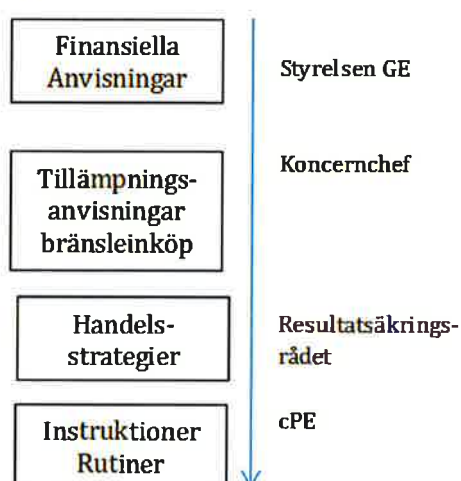 Finansiella
Anvisningar
Styrelsen GE
Koncernchef
Tillämpnings-
anvisningar
bränsleinköp
Handels-
strategier
Resultatsäkrings-
rådet
cPE
Instruktioner
Rutiner